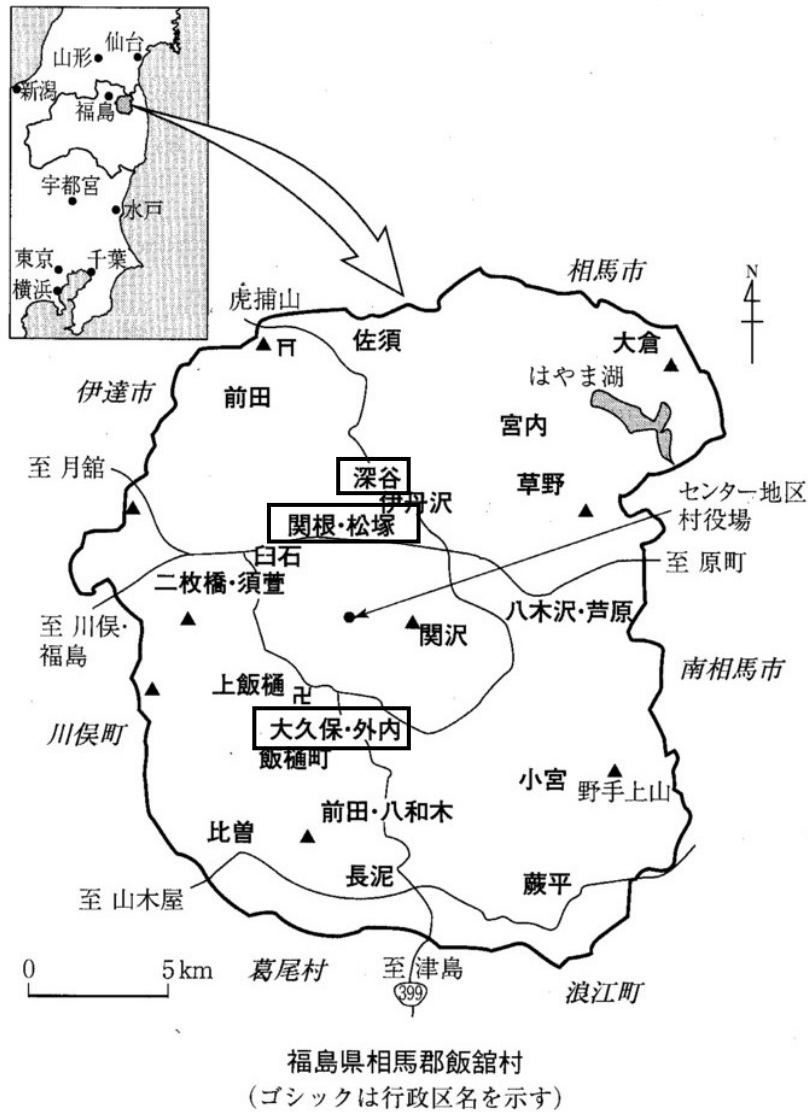 山形
仙台
新潟
福島
宇都宮
水戸
東京
千葉
横浜
相馬市
N
虎捕山
佐須
大倉
はやま湖
伊達市
前田
宮内
至 月舘
深谷
伊丹沢
草野
センター地区
村役場
関根・松塚
臼石
至 原町
二枚橋・須萱
八木沢・芦原
至 川俣・
福島
関沢
南相馬市
上飯樋
川俣町
大久保・外内
飯樋町
小宮
野手上山
前田・八和木
比曽
長泥
蕨平
至 山木屋
0 5km
葛尾村
至 津島
399
浪江町
福島県相馬郡飯舘村
(ゴシックは行政区名を示す)